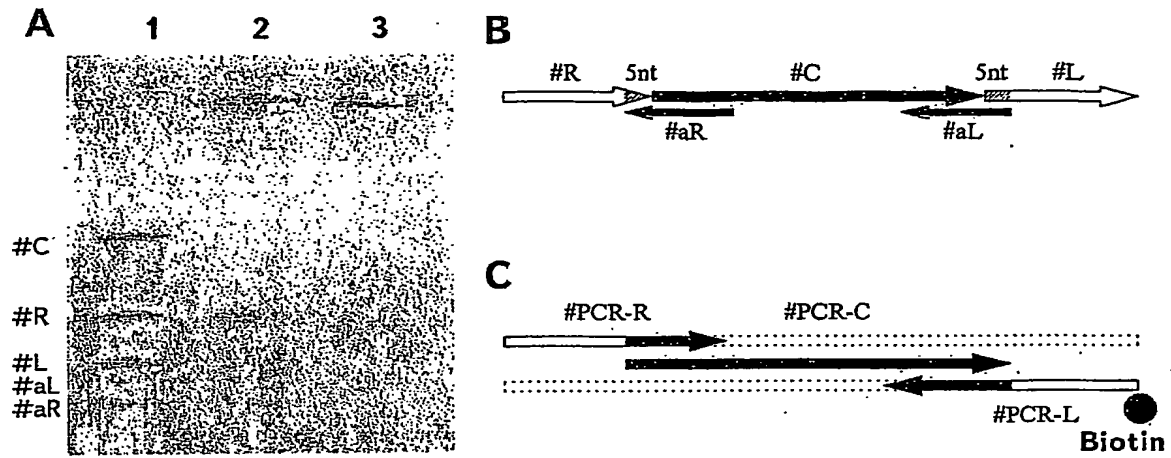 A
1 2 3
#C
#R
#L
#aL
#aR
B
#R 5nt #C 5nt #L
#aR #aL
C
#PCR-R #PCR-C
#PCR-L
Biotin